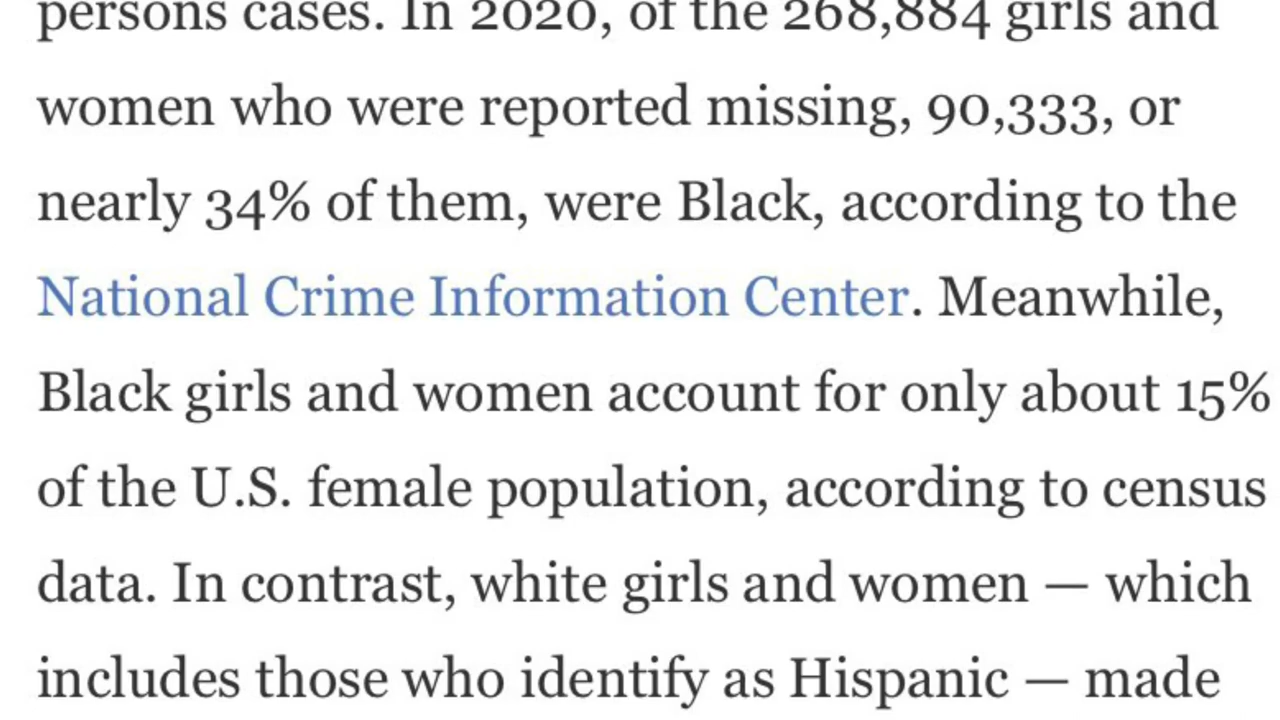 persons cases. In 2020, of the 268,884 girls and
women who were reported missing, 90,333, or
nearly 34% of them, were Black, according to the
National Crime Information Center. Meanwhile,
Black girls and women account for only about 15%
of the U.S. female population, according to census
data. In contrast, white girls and women — which
includes those who identify as Hispanic — made